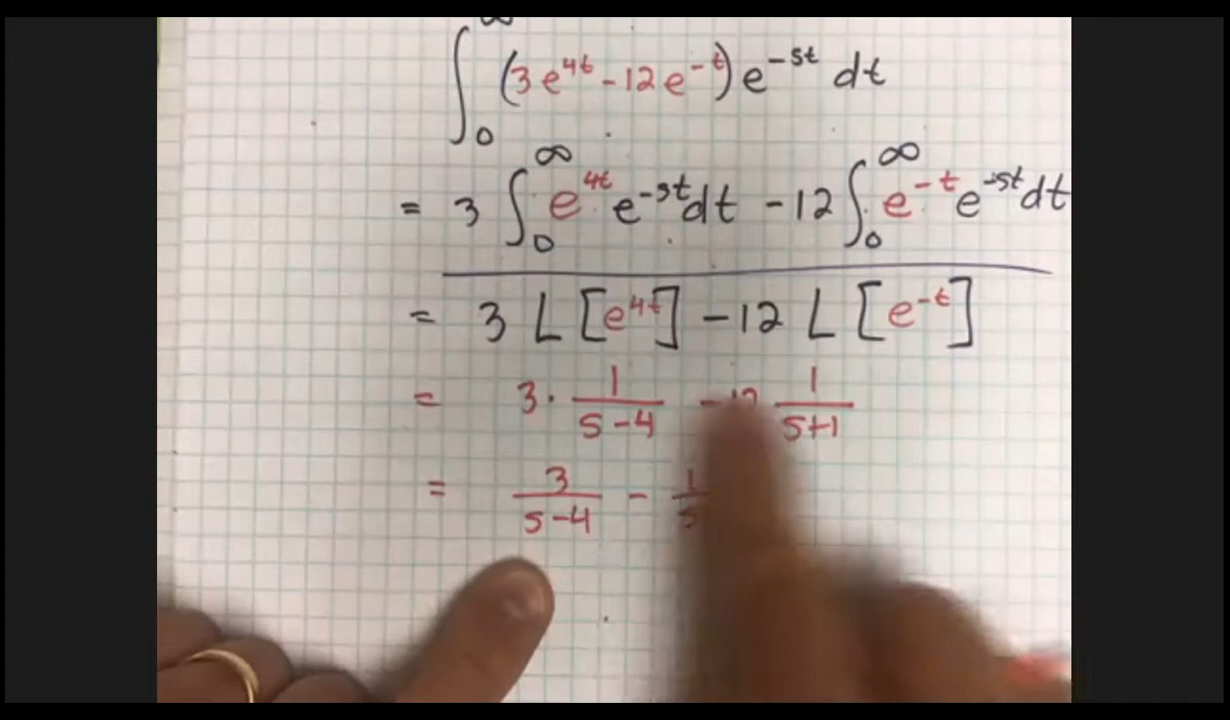 ∫₀^∞ (3e^{4t} - 12e^{-t}) e^{-st} dt
= 3 ∫₀^∞ e^{4t} e^{-st} dt - 12 ∫₀^∞ e^{-t} e^{-st} dt
= 3 L [e^{4t}] - 12 L [e^{-t}]
= 3 · 1/(s-4) - 12 1/(s+1)
= 3/(s-4) -